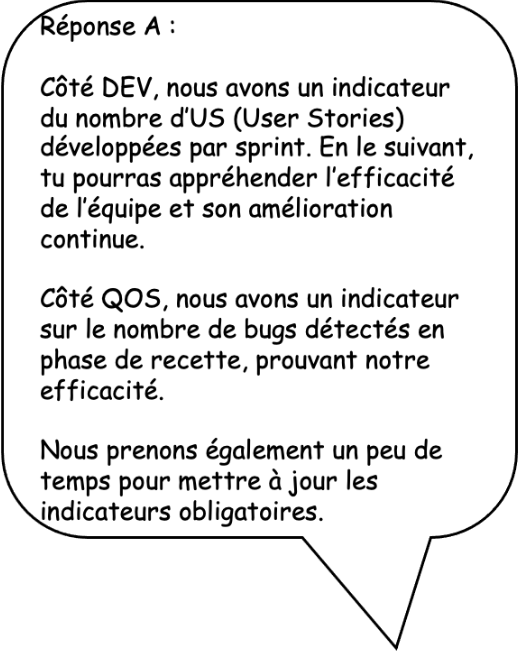 Réponse A :
Côté DEV, nous avons un indicateur
du nombre d'US (User Stories)
développées par sprint. En le suivant,
tu pourras appréhender l'efficacité
de l'équipe et son amélioration
continue.
Côté QOS, nous avons un indicateur
sur le nombre de bugs détectés en
phase de recette, prouvant notre
efficacité.
Nous prenons également un peu de
temps pour mettre à jour les
indicateurs obligatoires.